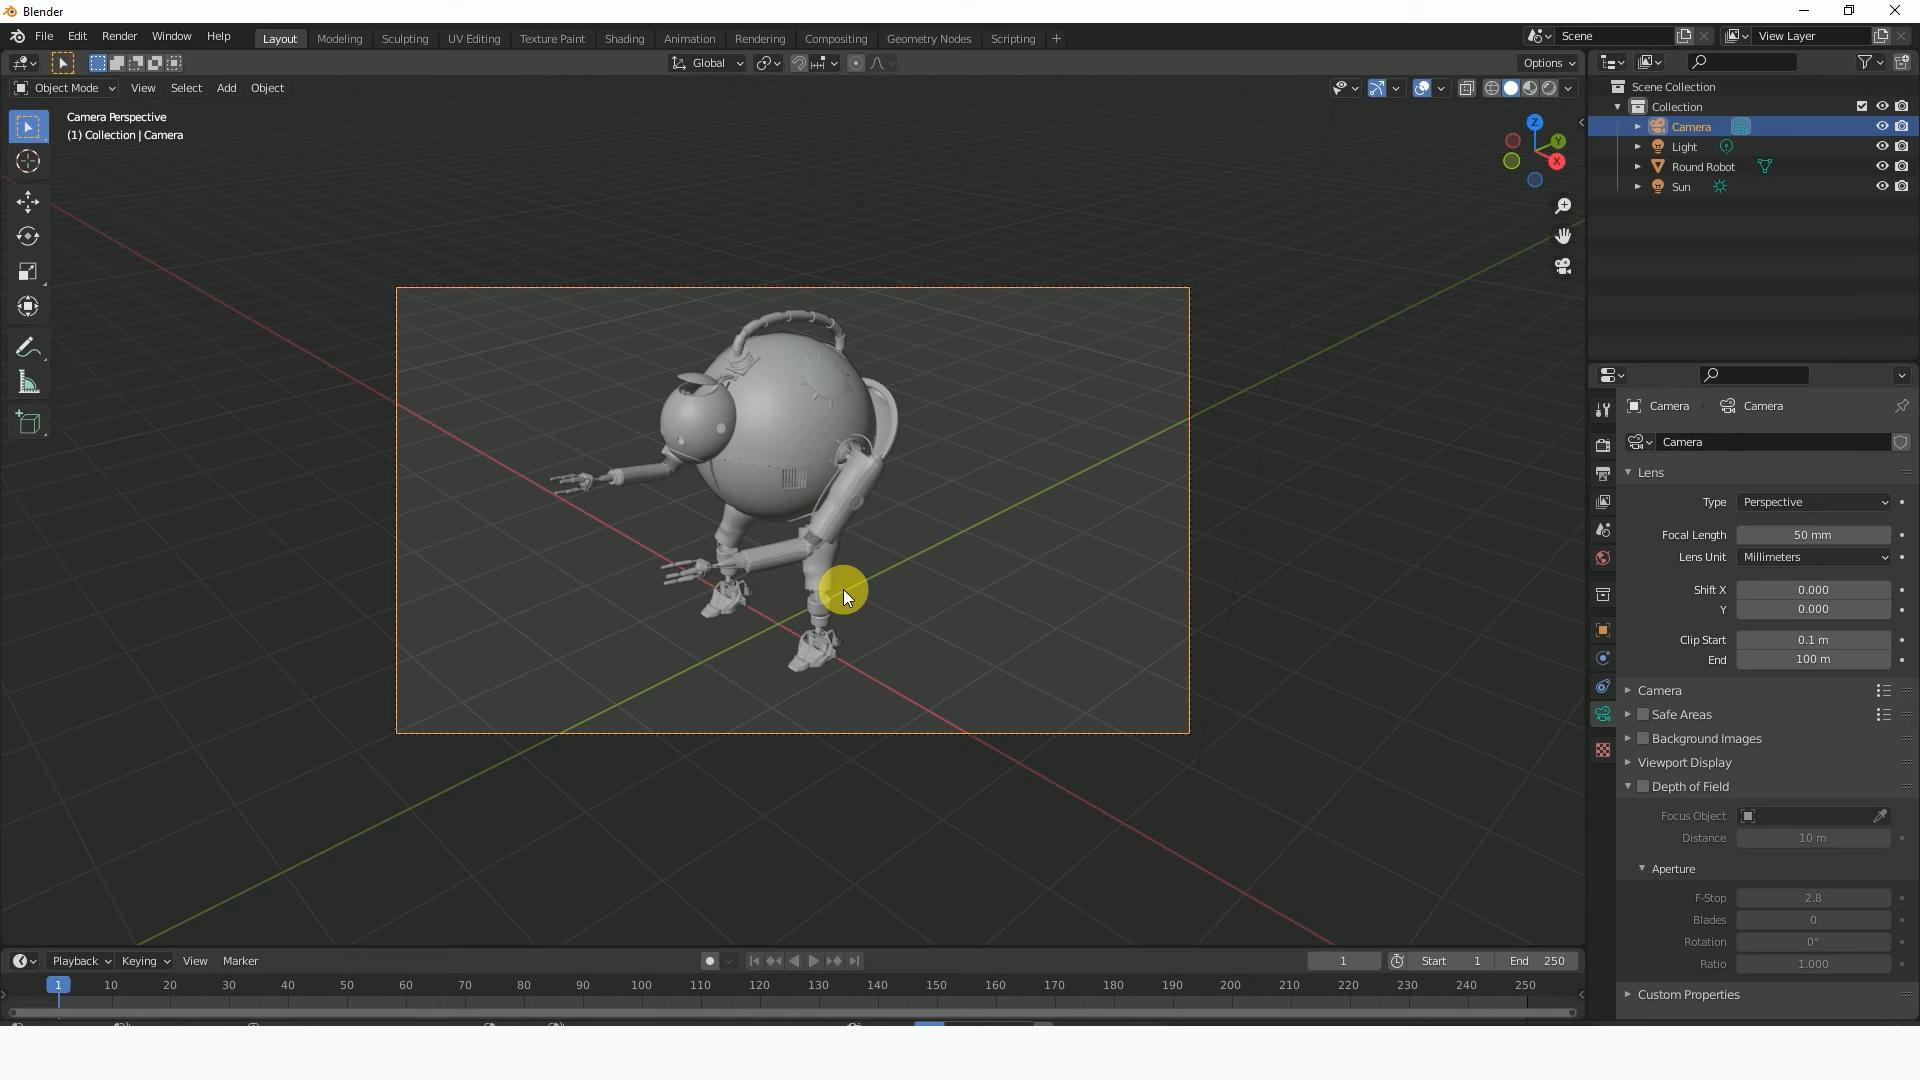 Blender
File Edit Render Window Help
Layout Modeling Sculpting UV Editing Texture Paint Shading Animation Rendering Compositing Geometry Nodes Scripting +
Scene
View Layer
Global
Options
Object Mode View Select Add Object
Camera Perspective
(1) Collection | Camera
Z
Y
X
Scene Collection
Collection
Camera
Light
Round Robot
Sun
Camera Camera
Camera
Lens
Type Perspective
Focal Length 50 mm
Lens Unit Millimeters
Shift X 0.000
Y 0.000
Clip Start 0.1 m
End 100 m
Camera
Safe Areas
Background Images
Viewport Display
Depth of Field
Focus Object
Distance 10 m
Aperture
F-Stop 2.8
Blades 0
Rotation 0°
Ratio 1.000
Custom Properties
Playback Keying View Marker
1
Start 1
End 250
1 10 20 30 40 50 60 70 80 90 100 110 120 130 140 150 160 170 180 190 200 210 220 230 240 250